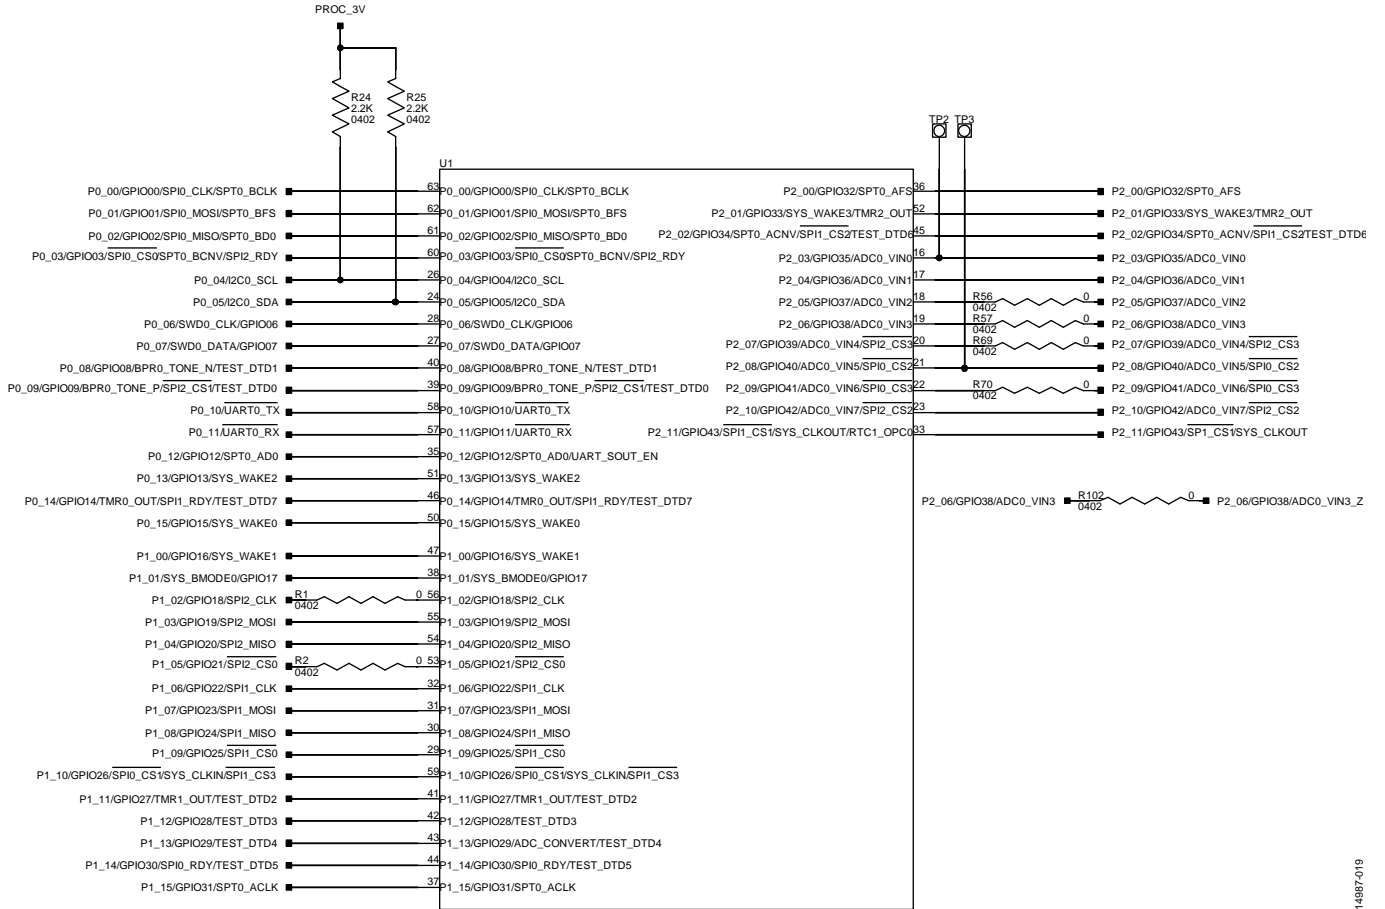 PROC_3V
R24
2.2K
0402
R25
2.2K
0402
TP2 TP3
U1
P0_00/GPIO00/SPI0_CLK/SPT0_BCLK 63 P0_00/GPIO00/SPI0_CLK/SPT0_BCLK P2_00/GPIO32/SPT0_AFS 36 P2_00/GPIO32/SPT0_AFS
P0_01/GPIO01/SPI0_MOSI/SPT0_BFS 62 P0_01/GPIO01/SPI0_MOSI/SPT0_BFS P2_01/GPIO33/SYS_WAKE3/TMR2_OUT 52 P2_01/GPIO33/SYS_WAKE3/TMR2_OUT
P0_02/GPIO02/SPI0_MISO/SPT0_BD0 61 P0_02/GPIO02/SPI0_MISO/SPT0_BD0 P2_02/GPIO34/SPT0_ACNV/SPI1_CS2/TEST_DTD6 45 P2_02/GPIO34/SPT0_ACNV/SPI1_CS2/TEST_DTD6
P0_03/GPIO03/SPI0_CS0/SPT0_BCNV/SPI2_RDY 60 P0_03/GPIO03/SPI0_CS0/SPT0_BCNV/SPI2_RDY P2_03/GPIO35/ADC0_VIN0 16 P2_03/GPIO35/ADC0_VIN0
P0_04/I2C0_SCL 26 P0_04/GPIO04/I2C0_SCL P2_04/GPIO36/ADC0_VIN1 17 P2_04/GPIO36/ADC0_VIN1
P0_05/I2C0_SDA 24 P0_05/GPIO05/I2C0_SDA P2_05/GPIO37/ADC0_VIN2 18 R56 0402 0 P2_05/GPIO37/ADC0_VIN2
P0_06/SWD0_CLK/GPIO06 28 P0_06/SWD0_CLK/GPIO06 P2_06/GPIO38/ADC0_VIN3 19 R57 0402 0 P2_06/GPIO38/ADC0_VIN3
P0_07/SWD0_DATA/GPIO07 27 P0_07/SWD0_DATA/GPIO07 P2_07/GPIO39/ADC0_VIN4/SPI2_CS3 20 R69 0402 0 P2_07/GPIO39/ADC0_VIN4/SPI2_CS3
P0_08/GPIO08/BPR0_TONE_N/TEST_DTD1 40 P0_08/GPIO08/BPR0_TONE_N/TEST_DTD1 P2_08/GPIO40/ADC0_VIN5/SPI0_CS2 21 P2_08/GPIO40/ADC0_VIN5/SPI0_CS2
P0_09/GPIO09/BPR0_TONE_P/SPI2_CS1/TEST_DTD0 39 P0_09/GPIO09/BPR0_TONE_P/SPI2_CS1/TEST_DTD0 P2_09/GPIO41/ADC0_VIN6/SPI0_CS3 22 R70 0402 0 P2_09/GPIO41/ADC0_VIN6/SPI0_CS3
P0_10/UART0_TX 58 P0_10/GPIO10/UART0_TX P2_10/GPIO42/ADC0_VIN7/SPI2_CS2 23 P2_10/GPIO42/ADC0_VIN7/SPI2_CS2
P0_11/UART0_RX 57 P0_11/GPIO11/UART0_RX P2_11/GPIO43/SPI1_CS1/SYS_CLKOUT/RTC1_OPC0 33 P2_11/GPIO43/SP1_CS1/SYS_CLKOUT
P0_12/GPIO12/SPT0_AD0 35 P0_12/GPIO12/SPT0_AD0/UART_SOUT_EN
P0_13/GPIO13/SYS_WAKE2 51 P0_13/GPIO13/SYS_WAKE2
P0_14/GPIO14/TMR0_OUT/SPI1_RDY/TEST_DTD7 46 P0_14/GPIO14/TMR0_OUT/SPI1_RDY/TEST_DTD7 P2_06/GPIO38/ADC0_VIN3 R102 0402 0 P2_06/GPIO38/ADC0_VIN3_Z
P0_15/GPIO15/SYS_WAKE0 50 P0_15/GPIO15/SYS_WAKE0
P1_00/GPIO16/SYS_WAKE1 47 P1_00/GPIO16/SYS_WAKE1
P1_01/SYS_BMODE0/GPIO17 38 P1_01/SYS_BMODE0/GPIO17
P1_02/GPIO18/SPI2_CLK R1 0402 0 56 P1_02/GPIO18/SPI2_CLK
P1_03/GPIO19/SPI2_MOSI 55 P1_03/GPIO19/SPI2_MOSI
P1_04/GPIO20/SPI2_MISO 54 P1_04/GPIO20/SPI2_MISO
P1_05/GPIO21/SPI2_CS0 R2 0402 0 53 P1_05/GPIO21/SPI2_CS0
P1_06/GPIO22/SPI1_CLK 32 P1_06/GPIO22/SPI1_CLK
P1_07/GPIO23/SPI1_MOSI 31 P1_07/GPIO23/SPI1_MOSI
P1_08/GPIO24/SPI1_MISO 30 P1_08/GPIO24/SPI1_MISO
P1_09/GPIO25/SPI1_CS0 29 P1_09/GPIO25/SPI1_CS0
P1_10/GPIO26/SPI0_CS1/SYS_CLKIN/SPI1_CS3 59 P1_10/GPIO26/SPI0_CS1/SYS_CLKIN/SPI1_CS3
P1_11/GPIO27/TMR1_OUT/TEST_DTD2 41 P1_11/GPIO27/TMR1_OUT/TEST_DTD2
P1_12/GPIO28/TEST_DTD3 42 P1_12/GPIO28/TEST_DTD3
P1_13/GPIO29/TEST_DTD4 43 P1_13/GPIO29/ADC_CONVERT/TEST_DTD4
P1_14/GPIO30/SPI0_RDY/TEST_DTD5 44 P1_14/GPIO30/SPI0_RDY/TEST_DTD5
P1_15/GPIO31/SPT0_ACLK 37 P1_15/GPIO31/SPT0_ACLK
14987-019